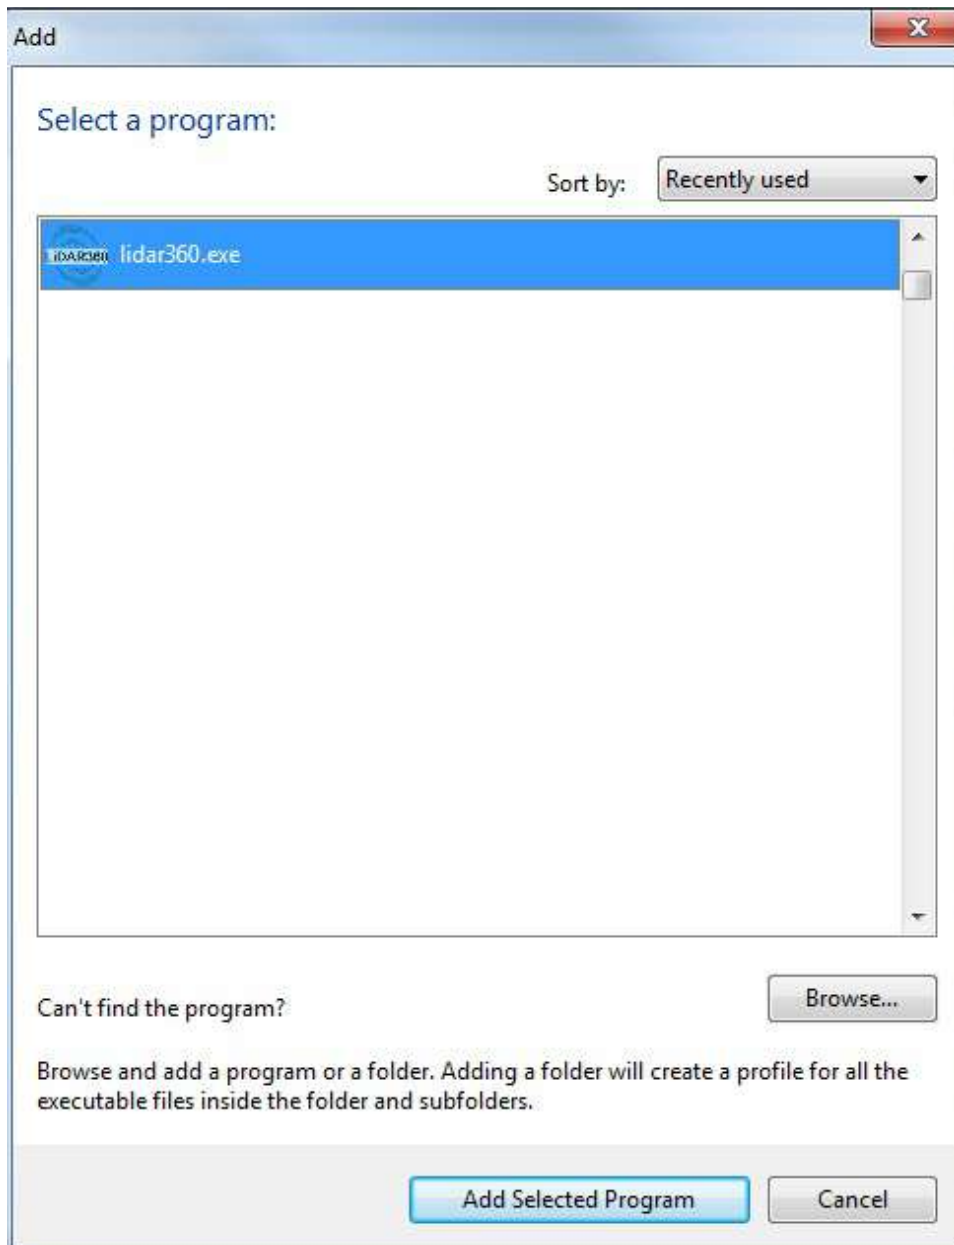 Add
Select a program:
Sort by: Recently used
LiDAR360 lidar360.exe
Can't find the program? Browse...
Browse and add a program or a folder. Adding a folder will create a profile for all the
executable files inside the folder and subfolders.
Add Selected Program Cancel